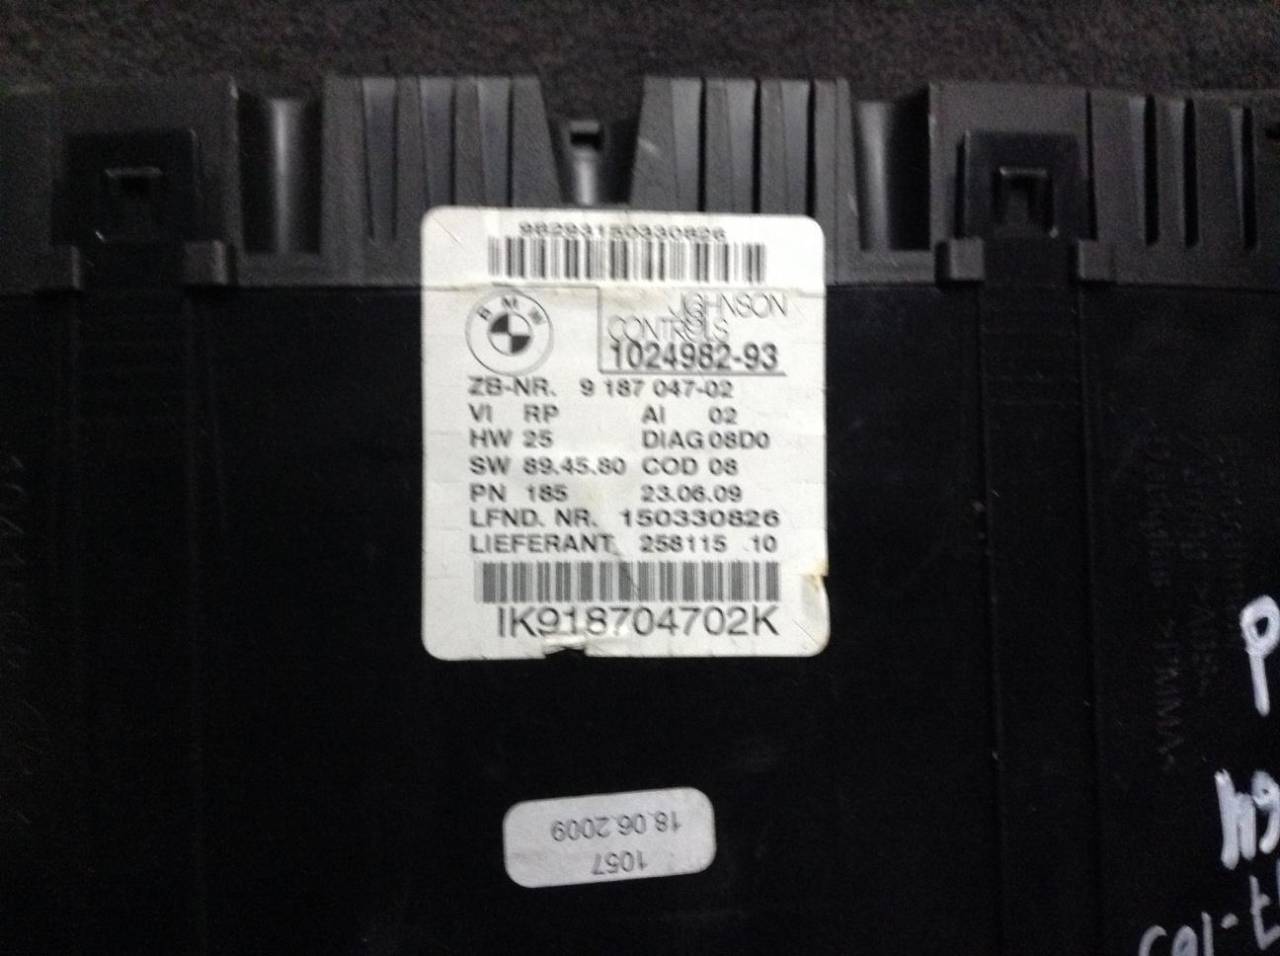 98293150330826
BMW
JOHNSON
CONTROLS
1024982-93
ZB-NR. 9 187 047-02
VI RP AI 02
HW 25 DIAG 08D0
SW 89.45.80 COD 08
PN 185 23.06.09
LFND. NR. 150330826
LIEFERANT 258115 .10
IK918704702K
1057
18.06.2009